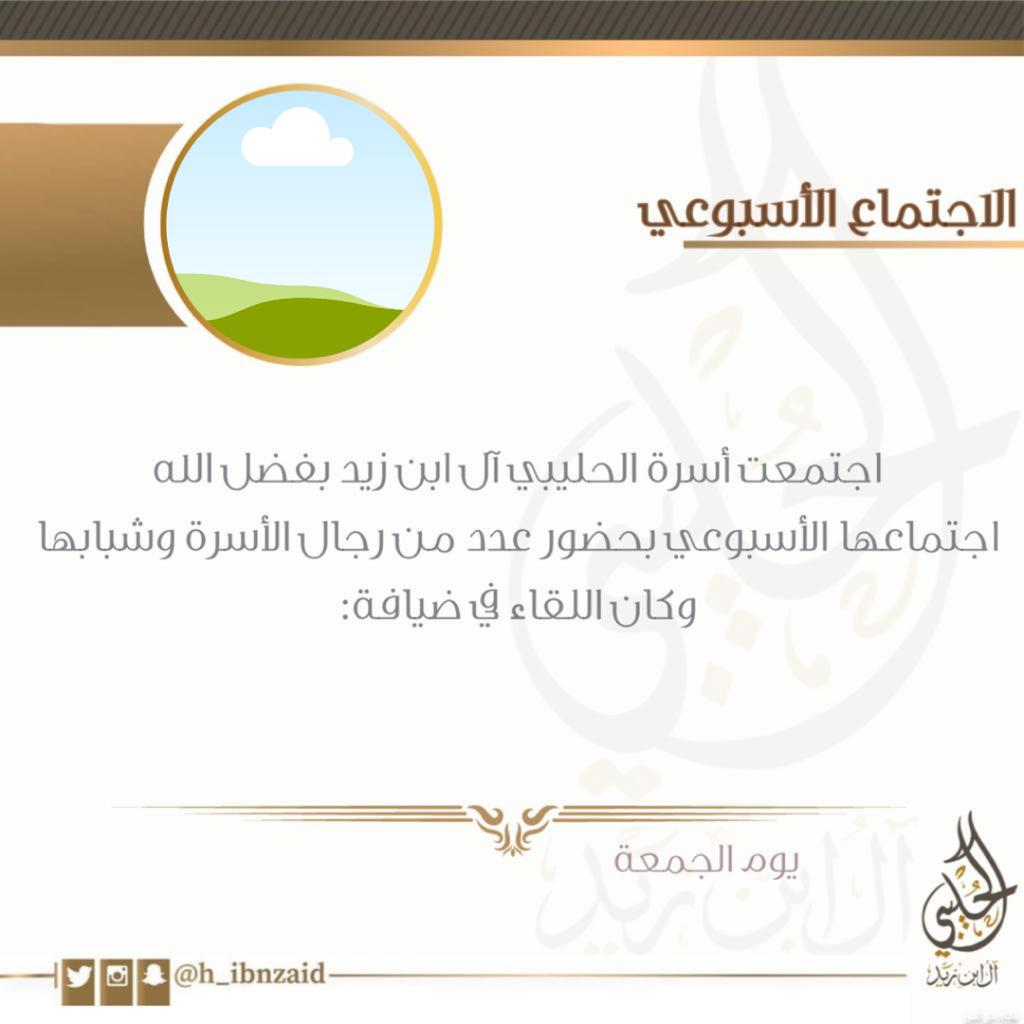 الاجتماع الأسبوعي
اجتمعت أسرة الحليبي آل ابن زيد بفضل الله
اجتماعها الأسبوعي بحضور عدد من رجال الأسرة وشبابها
وكان اللقاء في ضيافة:
يوم الجمعة
الحليبي
آل ابن زيد
@h_ibnzaid